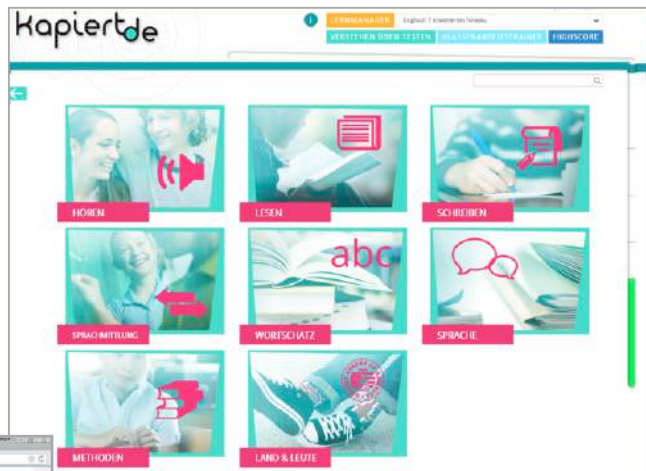 kapiert.de
i
LERNMANAGER
Englisch 7 erweitertes Niveau
VERSTEHEN ÜBEN TESTEN
KLASSENARBEITSTRAINER
HIGHSCORE
HÖREN
LESEN
SCHREIBEN
abc
SPRACHMITTLUNG
WORTSCHATZ
SPRACHE
METHODEN
LAND & LEUTE